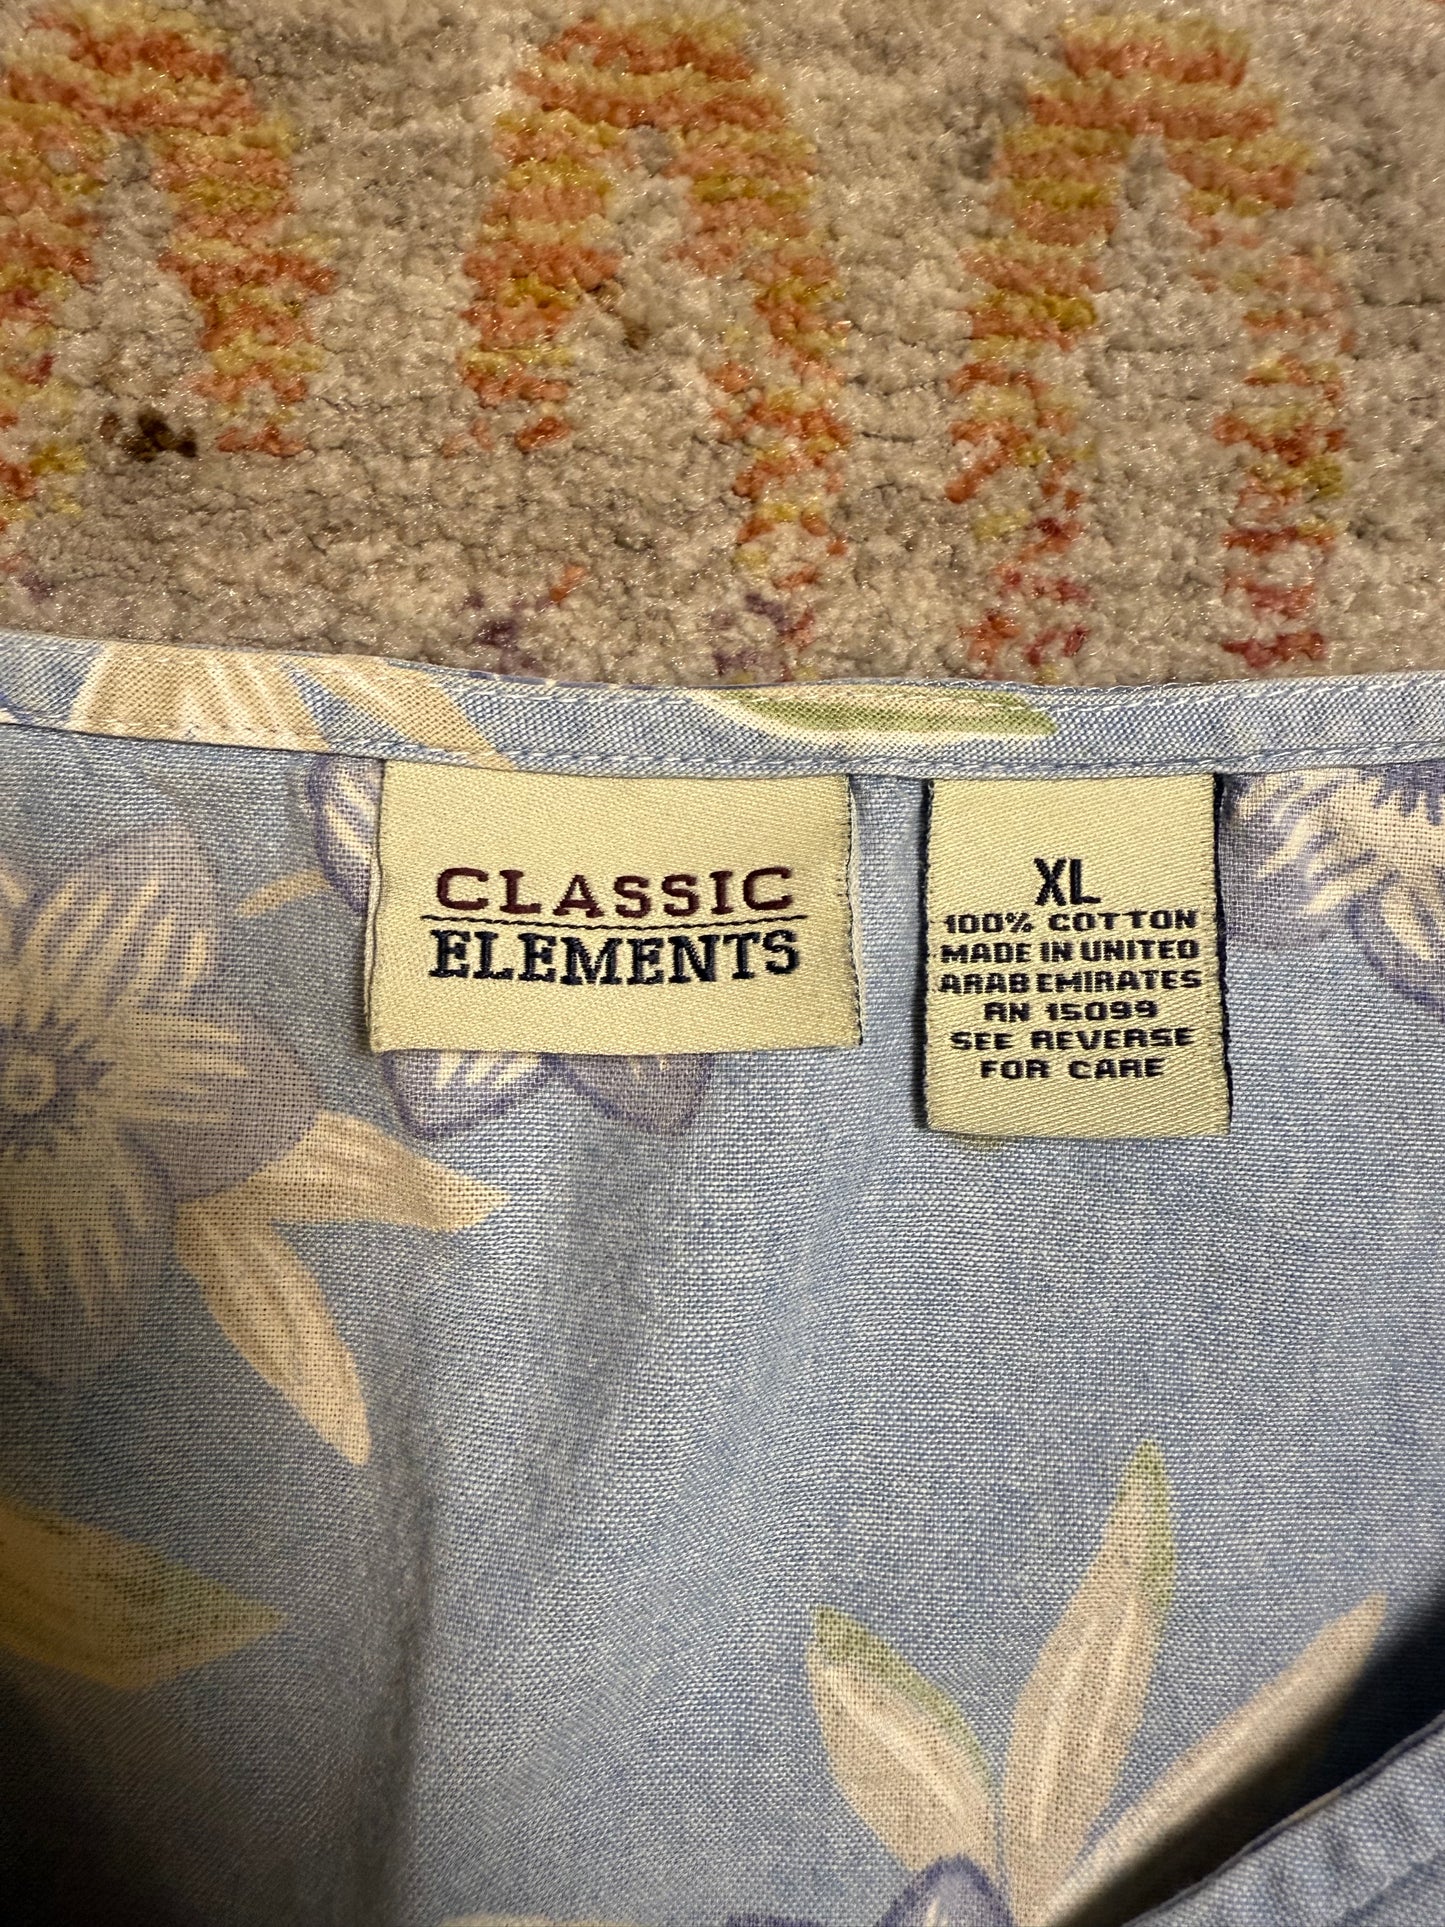 CLASSIC
ELEMENTS
XL
100% COTTON
MADE IN UNITED
ARAB EMIRATES
RN 15099
SEE REVERSE
FOR CARE